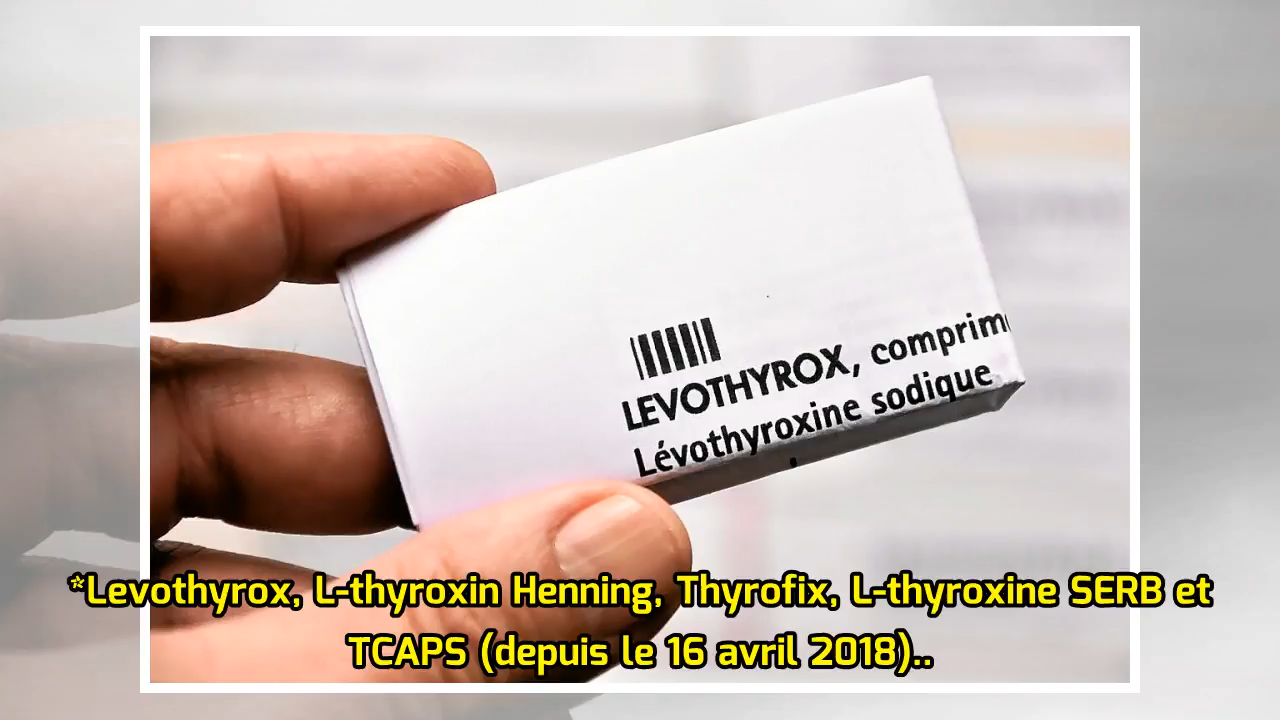 LEVOTHYROX, comprim
Lévothyroxine sodique
*Levothyrox, L-thyroxin Henning, Thyrofix, L-thyroxine SERB et
TCAPS (depuis le 16 avril 2018)..